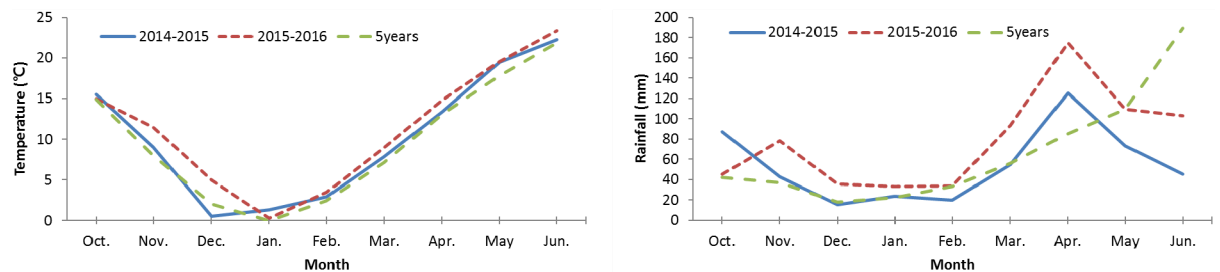 25
20
15
10
5
0
Temperature (℃)
2014-2015 2015-2016 5years
Oct. Nov. Dec. Jan. Feb. Mar. Apr. May Jun.
Month
200
180
160
140
120
100
80
60
40
20
0
Rainfall (mm)
2014-2015 2015-2016 5years
Oct. Nov. Dec. Jan. Feb. Mar. Apr. May Jun.
Month